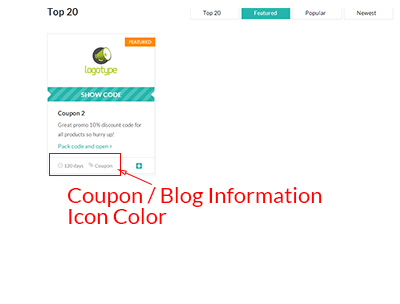 Top 20
Top 20 Featured Popular Newest
FEATURED
logotype
SHOW CODE
Coupon 2
Great promo 10% discount code for
all products so hurry up!
Pack code and open >
130 days Coupon
Coupon / Blog Information
Icon Color